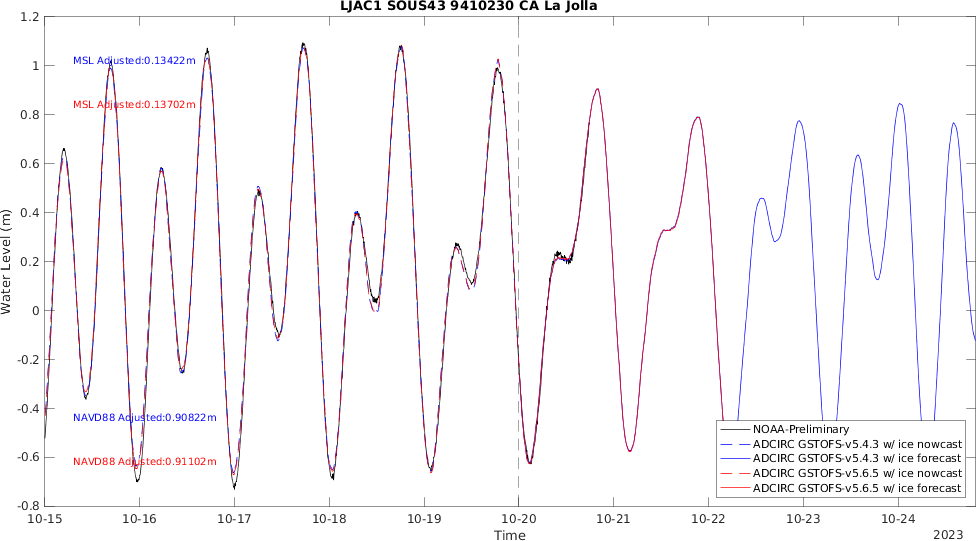 LJAC1 SOUS43 9410230 CA La Jolla
1.2
1
0.8
0.6
0.4
0.2
0
-0.2
-0.4
-0.6
-0.8
Water Level (m)
MSL Adjusted:0.13422m
MSL Adjusted:0.13702m
NAVD88 Adjusted:0.90822m
NAVD88 Adjusted:0.91102m
NOAA-Preliminary
ADCIRC GSTOFS-v5.4.3 w/ ice nowcast
ADCIRC GSTOFS-v5.4.3 w/ ice forecast
ADCIRC GSTOFS-v5.6.5 w/ ice nowcast
ADCIRC GSTOFS-v5.6.5 w/ ice forecast
10-15 10-16 10-17 10-18 10-19 10-20 10-21 10-22 10-23 10-24
Time
2023